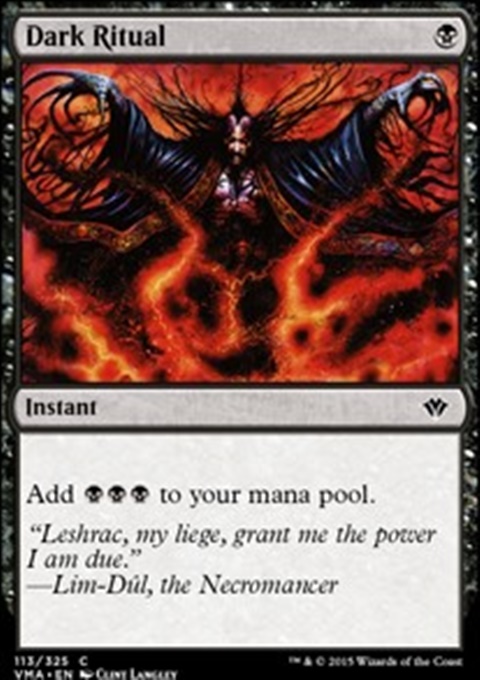 Dark Ritual
Instant
Add to your mana pool.
“Leshrac, my liege, grant me the power
I am due.”
—Lim-Dûl, the Necromancer
113/325 C
VMA • EN Clint Langley
™ & © 2015 Wizards of the Coast